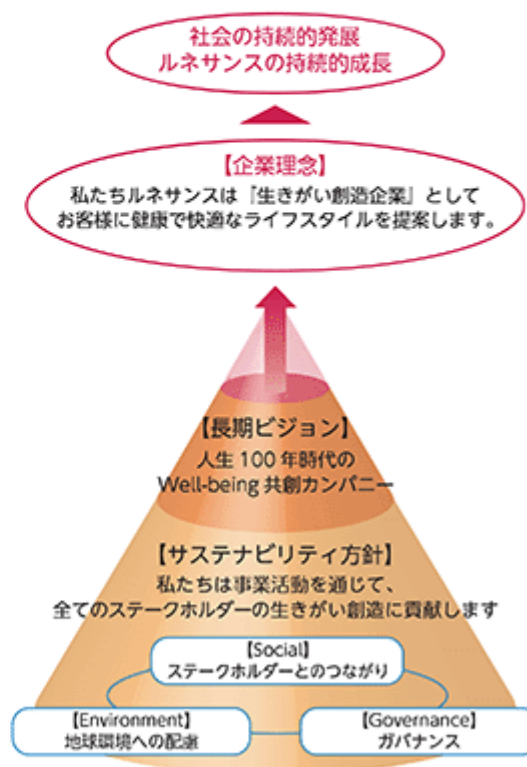 社会の持続的発展
ルネサンスの持続的成長
【企業理念】
私たちルネサンスは『生きがい創造企業』として
お客様に健康で快適なライフスタイルを提案します。
【長期ビジョン】
人生100年時代の
Well-being共創カンパニー
【サステナビリティ方針】
私たちは事業活動を通じて、
全てのステークホルダーの生きがい創造に貢献します
【Social】
ステークホルダーとのつながり
【Environment】
地球環境への配慮
【Governance】
ガバナンス